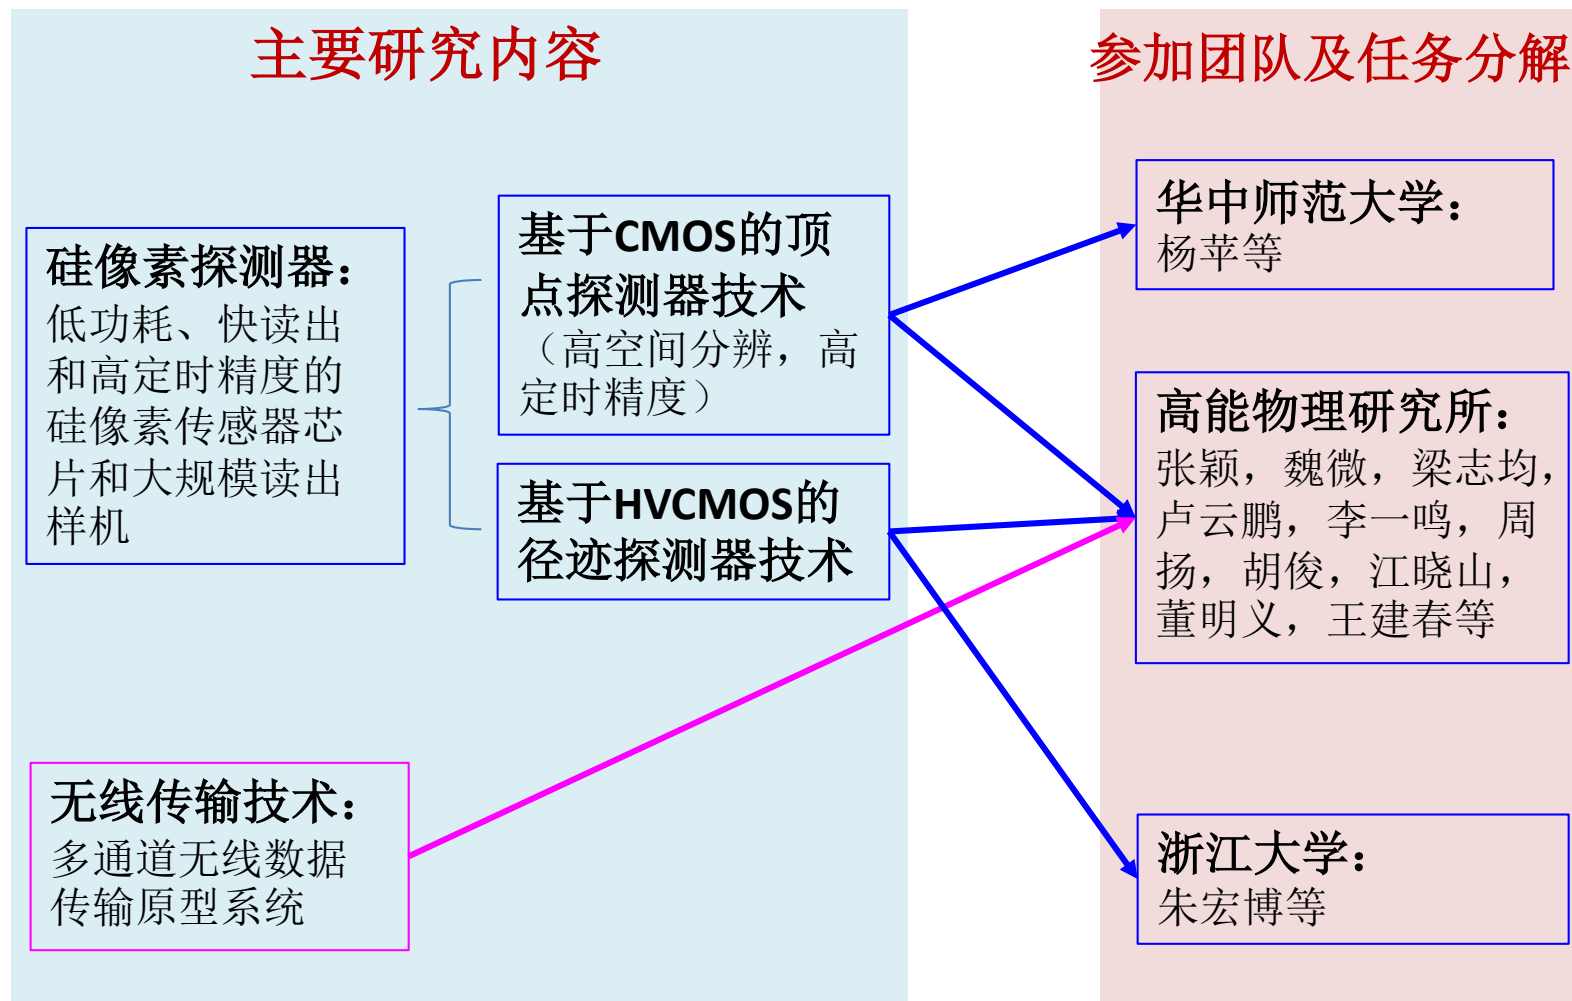 主要研究内容
参加团队及任务分解
硅像素探测器：
低功耗、快读出
和高定时精度的
硅像素传感器芯
片和大规模读出
样机
基于CMOS的顶
点探测器技术
（高空间分辨，高
定时精度）
基于HVCMOS的
径迹探测器技术
无线传输技术：
多通道无线数据
传输原型系统
华中师范大学：
杨苹等
高能物理研究所：
张颖，魏微，梁志均，
卢云鹏，李一鸣，周
扬，胡俊，江晓山，
董明义，王建春等
浙江大学：
朱宏博等